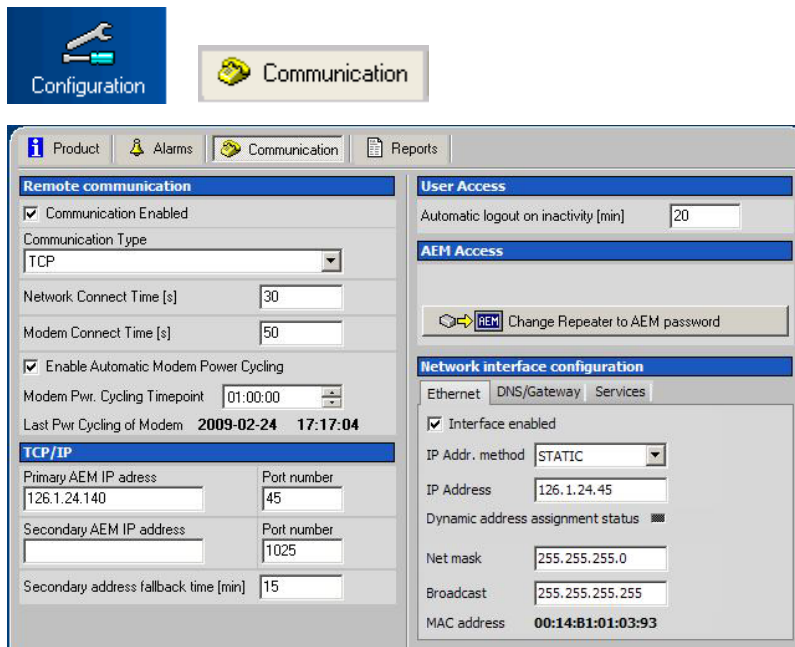 Configuration
Communication
Product Alarms Communication Reports
Remote communication
Communication Enabled
Communication Type
TCP
Network Connect Time [s] 30
Modem Connect Time [s] 50
Enable Automatic Modem Power Cycling
Modem Pwr. Cycling Timepoint 01:00:00
Last Pwr Cycling of Modem 2009-02-24 17:17:04
TCP/IP
Primary AEM IP adress Port number
126.1.24.140 45
Secondary AEM IP address Port number
1025
Secondary address fallback time [min] 15
User Access
Automatic logout on inactivity [min] 20
AEM Access
AEM Change Repeater to AEM password
Network interface configuration
Ethernet DNS/Gateway Services
Interface enabled
IP Addr. method STATIC
IP Address 126.1.24.45
Dynamic address assignment status
Net mask 255.255.255.0
Broadcast 255.255.255.255
MAC address 00:14:B1:01:03:93